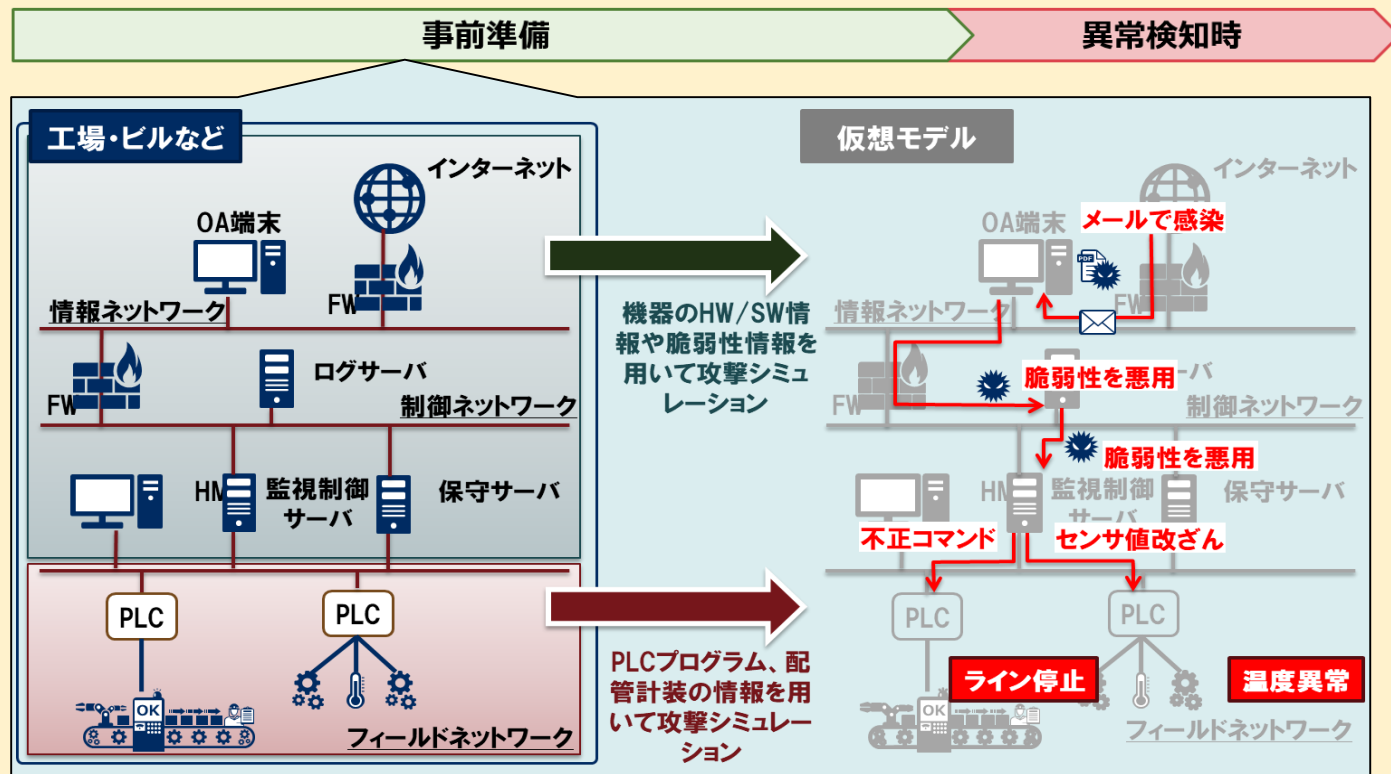 事前準備
異常検知時
工場・ビルなど
インターネット
OA端末
FW
情報ネットワーク
ログサーバ
FW
制御ネットワーク
HM
監視制御
サーバ
保守サーバ
PLC
PLC
OK
フィールドネットワーク
機器のHW/SW情
報や脆弱性情報を
用いて攻撃シミュ
レーション
PLCプログラム、配
管計装の情報を用
いて攻撃シミュレー
ション
仮想モデル
インターネット
OA端末
メールで感染
PDF
FW
情報ネットワーク
脆弱性を悪用
バ
FW
制御ネットワーク
脆弱性を悪用
HM
監視制御
サーバ
保守サーバ
不正コマンド
センサ値改ざん
PLC
PLC
ライン停止
温度異常
OK
フィールドネットワーク